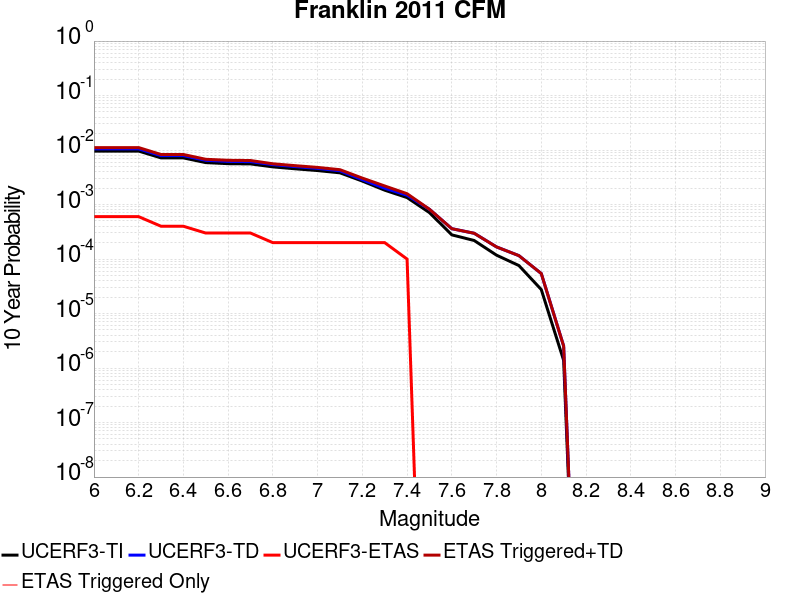 Franklin 2011 CFM
10 Year Probability
10^0
10^-1
10^-2
10^-3
10^-4
10^-5
10^-6
10^-7
10^-8
6 6.2 6.4 6.6 6.8 7 7.2 7.4 7.6 7.8 8 8.2 8.4 8.6 8.8 9
Magnitude
UCERF3-TI UCERF3-TD UCERF3-ETAS ETAS Triggered+TD
ETAS Triggered Only